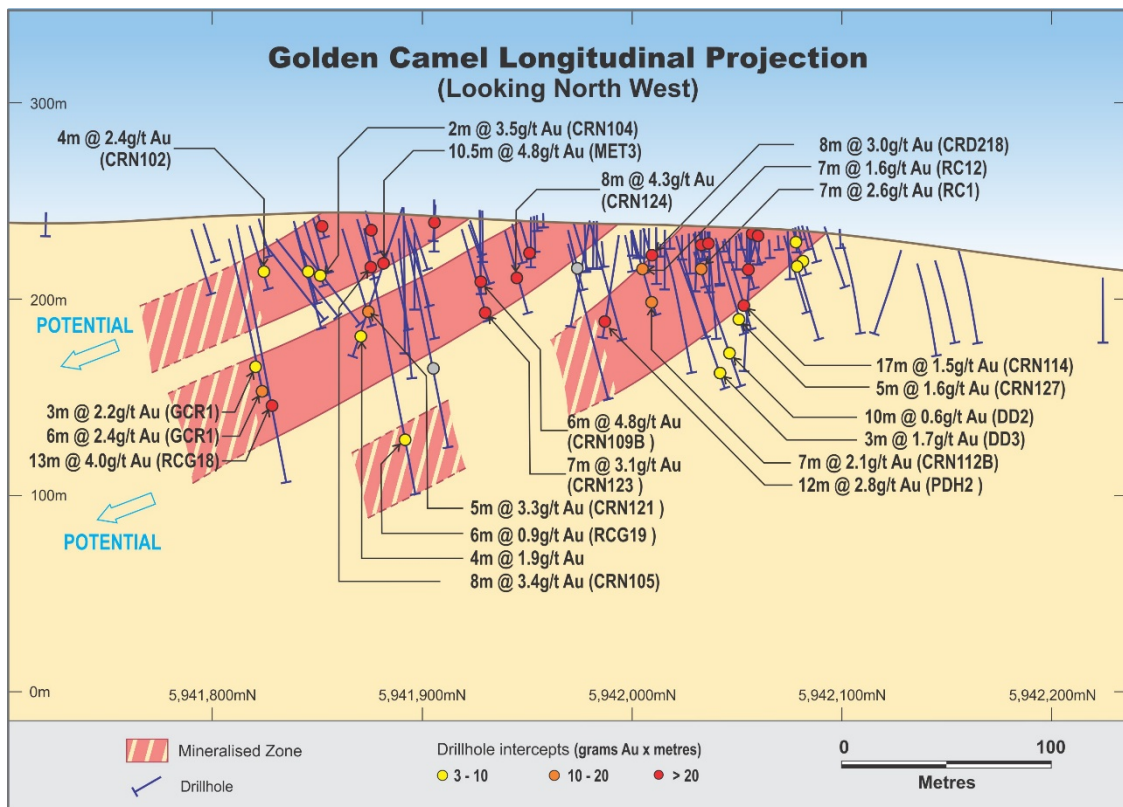 Golden Camel Longitudinal Projection
(Looking North West)
300m
200m
100m
0m
4m @ 2.4g/t Au
(CRN102)
2m @ 3.5g/t Au (CRN104)
10.5m @ 4.8g/t Au (MET3)
8m @ 4.3g/t Au
(CRN124)
8m @ 3.0g/t Au (CRD218)
7m @ 1.6g/t Au (RC12)
7m @ 2.6g/t Au (RC1)
POTENTIAL
3m @ 2.2g/t Au (GCR1)
6m @ 2.4g/t Au (GCR1)
13m @ 4.0g/t Au (RCG18)
POTENTIAL
6m @ 4.8g/t Au
(CRN109B )
7m @ 3.1g/t Au
(CRN123)
5m @ 3.3g/t Au (CRN121 )
6m @ 0.9g/t Au (RCG19 )
4m @ 1.9g/t Au
8m @ 3.4g/t Au (CRN105)
17m @ 1.5g/t Au (CRN114)
5m @ 1.6g/t Au (CRN127)
10m @ 0.6g/t Au (DD2)
3m @ 1.7g/t Au (DD3)
7m @ 2.1g/t Au (CRN112B)
12m @ 2.8g/t Au (PDH2 )
5,941,800mN
5,941,900mN
5,942,000mN
5,942,100mN
5,942,200mN
Mineralised Zone
Drillhole
Drillhole intercepts (grams Au x metres)
3 - 10
10 - 20
> 20
0
100
Metres